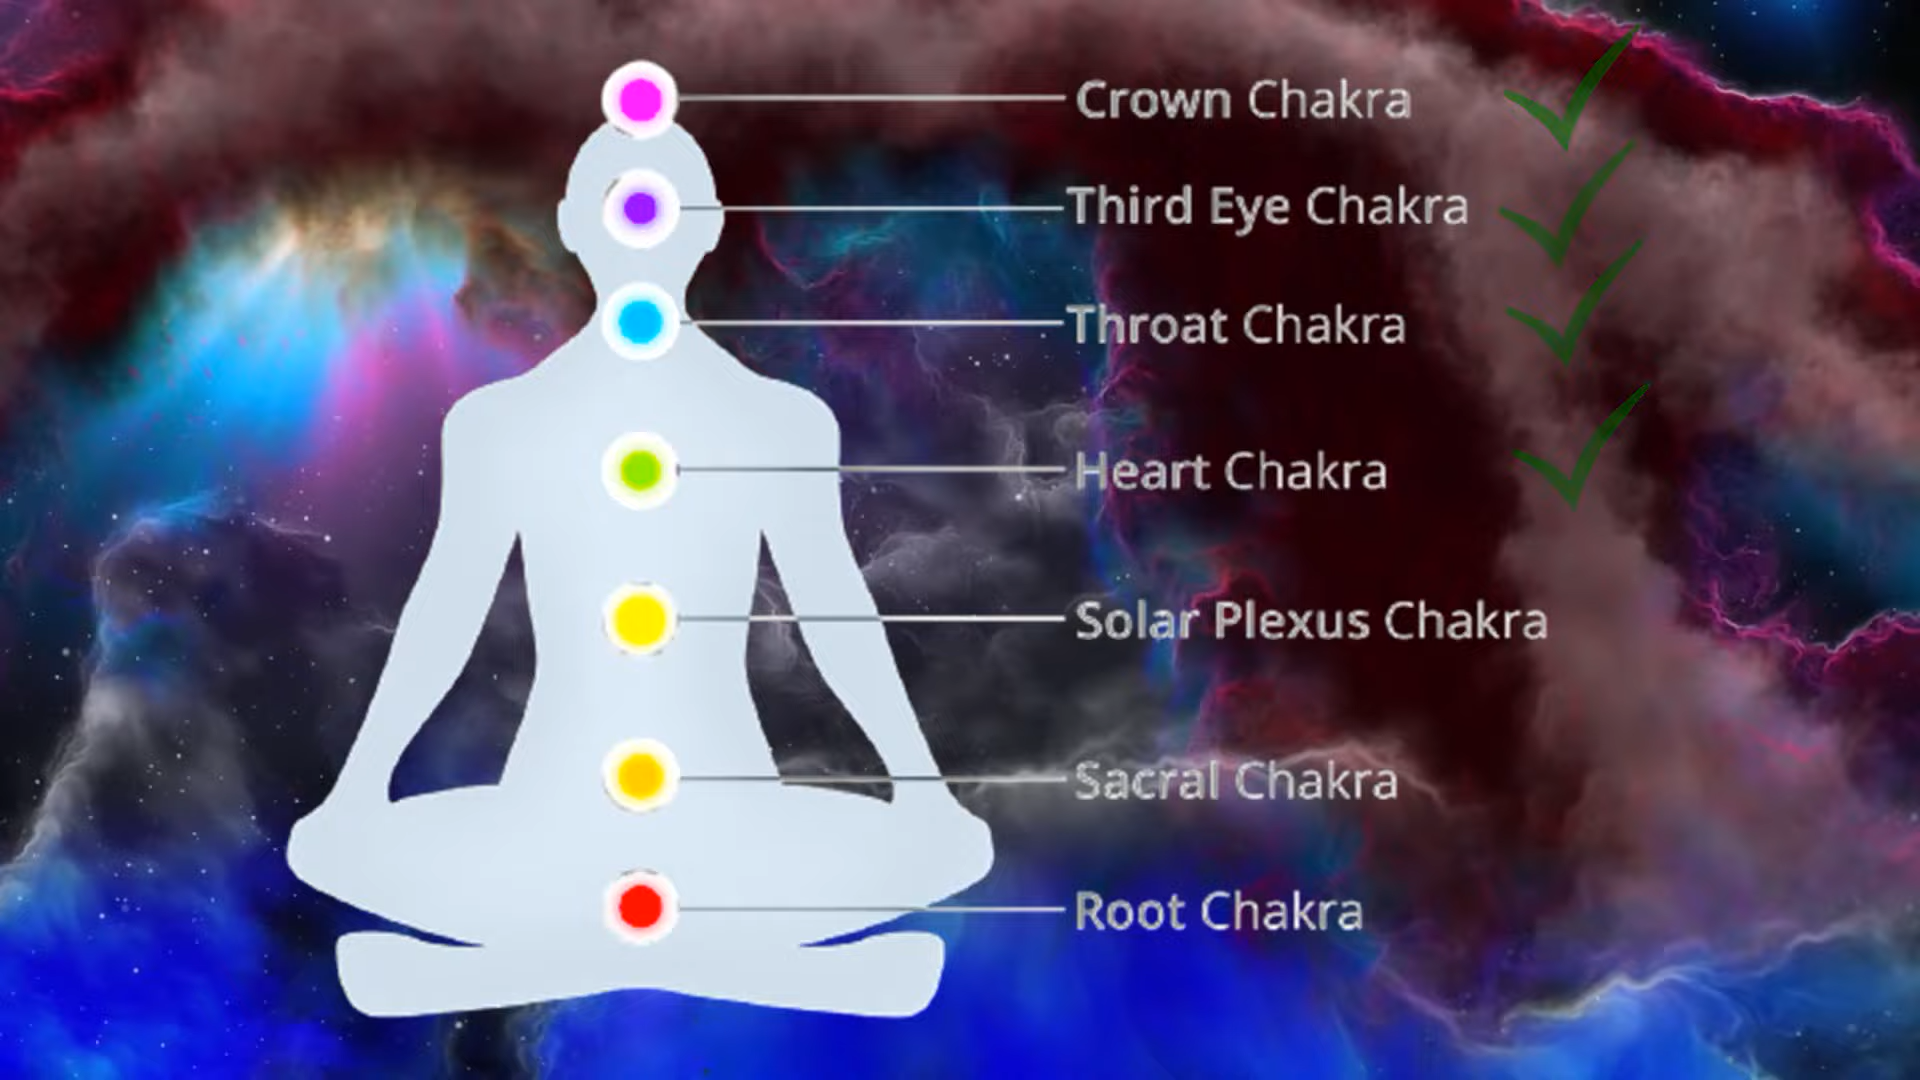 Crown Chakra
Third Eye Chakra
Throat Chakra
Heart Chakra
Solar Plexus Chakra
Sacral Chakra
Root Chakra